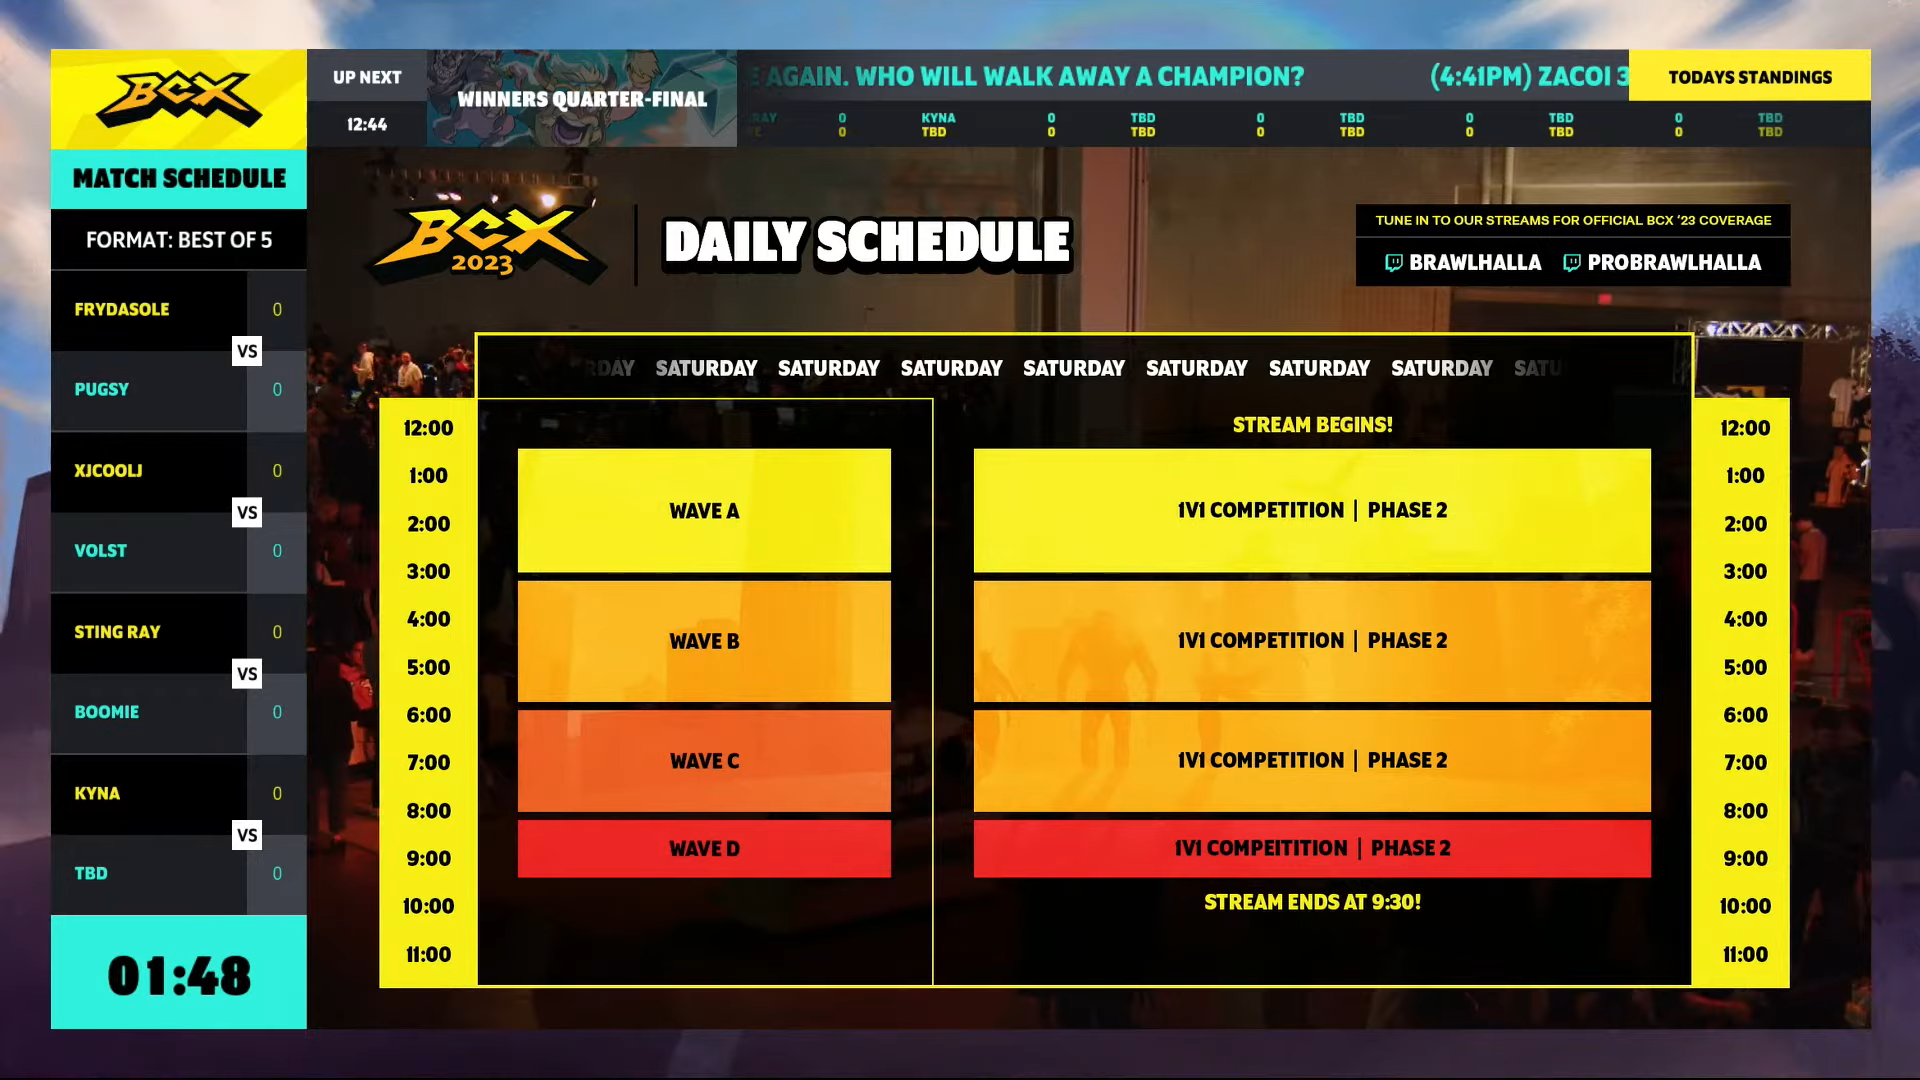 BCX
UP NEXT
12:44
WINNERS QUARTER-FINAL
AGAIN. WHO WILL WALK AWAY A CHAMPION?
(4:41PM) ZACOI 3
TODAYS STANDINGS
RAY 0 KYNA 0 TBD 0 TBD 0 TBD 0 TBD
0 TBD 0 TBD 0 TBD 0 TBD 0 TBD
MATCH SCHEDULE
FORMAT: BEST OF 5
FRYDASOLE 0
VS
PUGSY 0
XJCOOLJ 0
VS
VOLST 0
STING RAY 0
VS
BOOMIE 0
KYNA 0
VS
TBD 0
01:48
BCX
2023
DAILY SCHEDULE
TUNE IN TO OUR STREAMS FOR OFFICIAL BCX '23 COVERAGE
BRAWLHALLA PROBRAWLHALLA
RDAY SATURDAY SATURDAY SATURDAY SATURDAY SATURDAY SATURDAY SATURDAY SATU
12:00
1:00
2:00
3:00
4:00
5:00
6:00
7:00
8:00
9:00
10:00
11:00
WAVE A
WAVE B
WAVE C
WAVE D
STREAM BEGINS!
1V1 COMPETITION | PHASE 2
1V1 COMPETITION | PHASE 2
1V1 COMPETITION | PHASE 2
1V1 COMPEITITION | PHASE 2
STREAM ENDS AT 9:30!
12:00
1:00
2:00
3:00
4:00
5:00
6:00
7:00
8:00
9:00
10:00
11:00